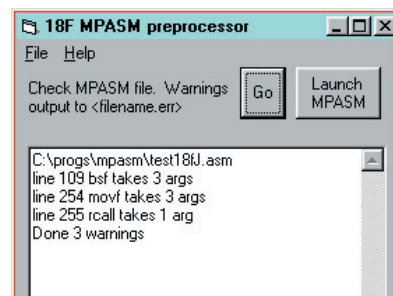 18F MPASM preprocessor
File Help
Check MPASM file. Warnings
output to <filename.err>
Go
Launch
MPASM
C:\progs\mpasm\test18fJ.asm
line 109 bsf takes 3 args
line 254 movf takes 3 args
line 255 rcall takes 1 arg
Done 3 warnings